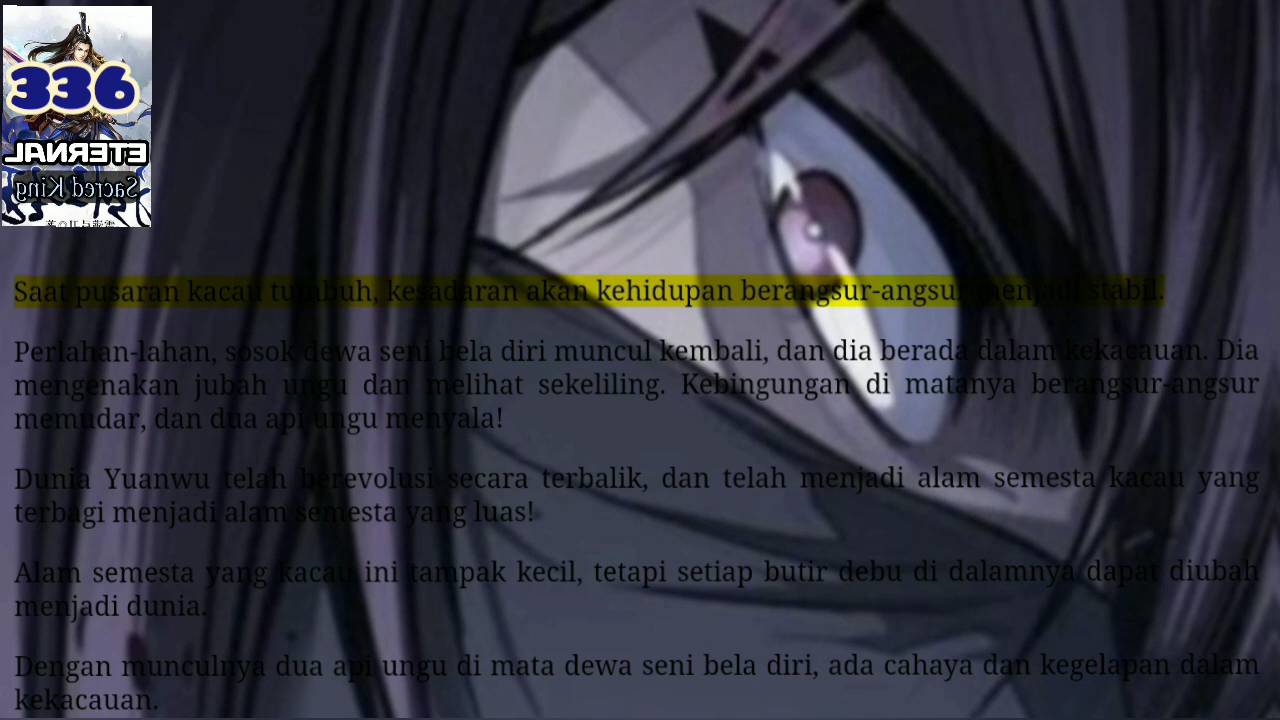 336
ETERNAL
Sacred King
Saat pusaran kacau tumbuh, kesadaran akan kehidupan berangsur-angsur menjadi stabil.
Perlahan-lahan, sosok dewa seni bela diri muncul kembali, dan dia berada dalam kekacauan. Dia
mengenakan jubah ungu dan melihat sekeliling. Kebingungan di matanya berangsur-angsur
memudar, dan dua api ungu menyala!
Dunia Yuanwu telah berevolusi secara terbalik, dan telah menjadi alam semesta kacau yang
terbagi menjadi alam semesta yang luas!
Alam semesta yang kacau ini tampak kecil, tetapi setiap butir debu di dalamnya dapat diubah
menjadi dunia.
Dengan munculnya dua api ungu di mata dewa seni bela diri, ada cahaya dan kegelapan dalam
kekacauan.